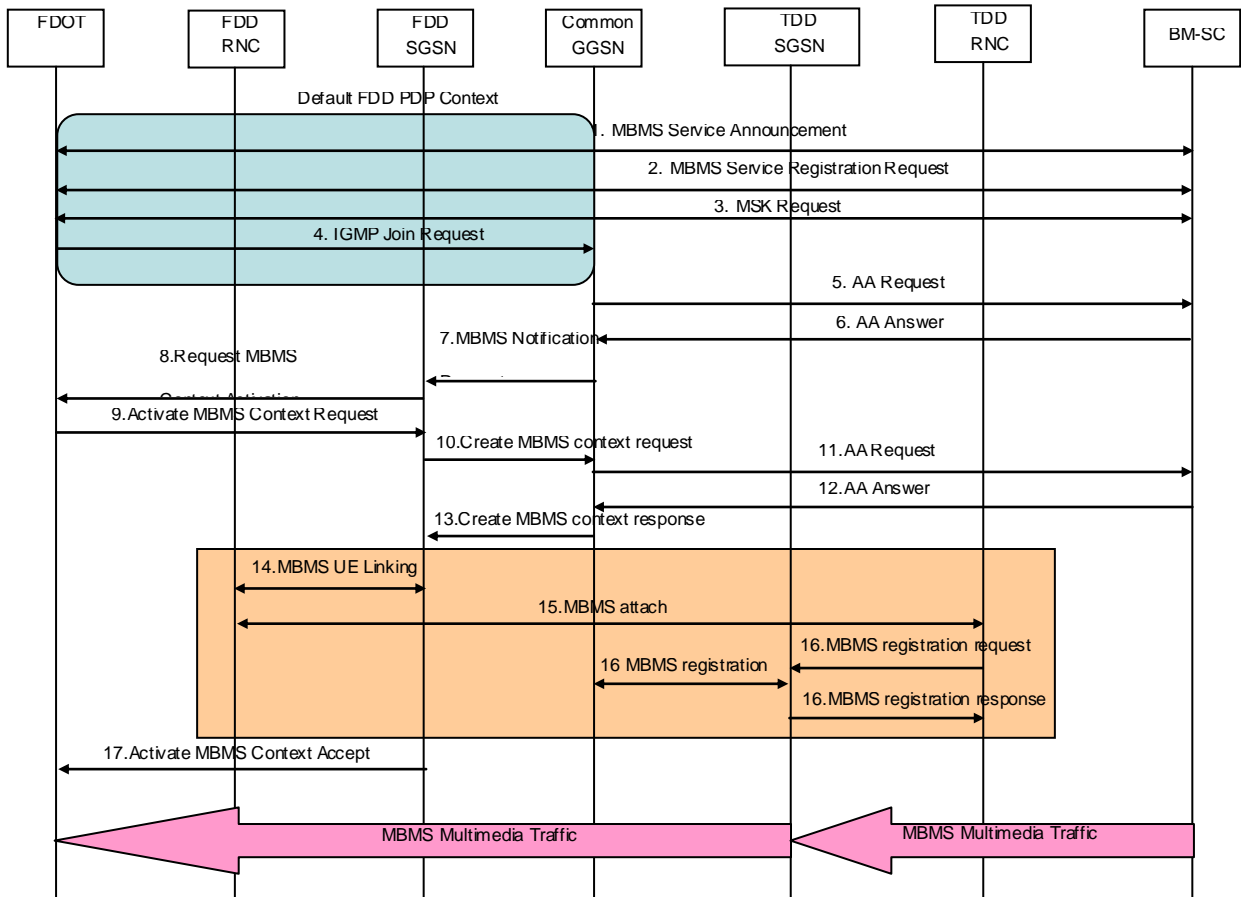 FDOT
FDD
RNC
FDD
SGSN
Common
GGSN
TDD
SGSN
TDD
RNC
BM-SC
Default FDD PDP Context
1. MBMS Service Announcement
2. MBMS Service Registration Request
3. MSK Request
4. IGMP Join Request
5. AA Request
6. AA Answer
7.MBMS Notification
8.Request MBMS
Context Activation
9.Activate MBMS Context Request
10.Create MBMS context request
11.AA Request
12.AA Answer
13.Create MBMS context response
14.MBMS UE Linking
15.MBMS attach
16.MBMS registration request
16 MBMS registration
16.MBMS registration response
17.Activate MBMS Context Accept
MBMS Multimedia Traffic
MBMS Multimedia Traffic